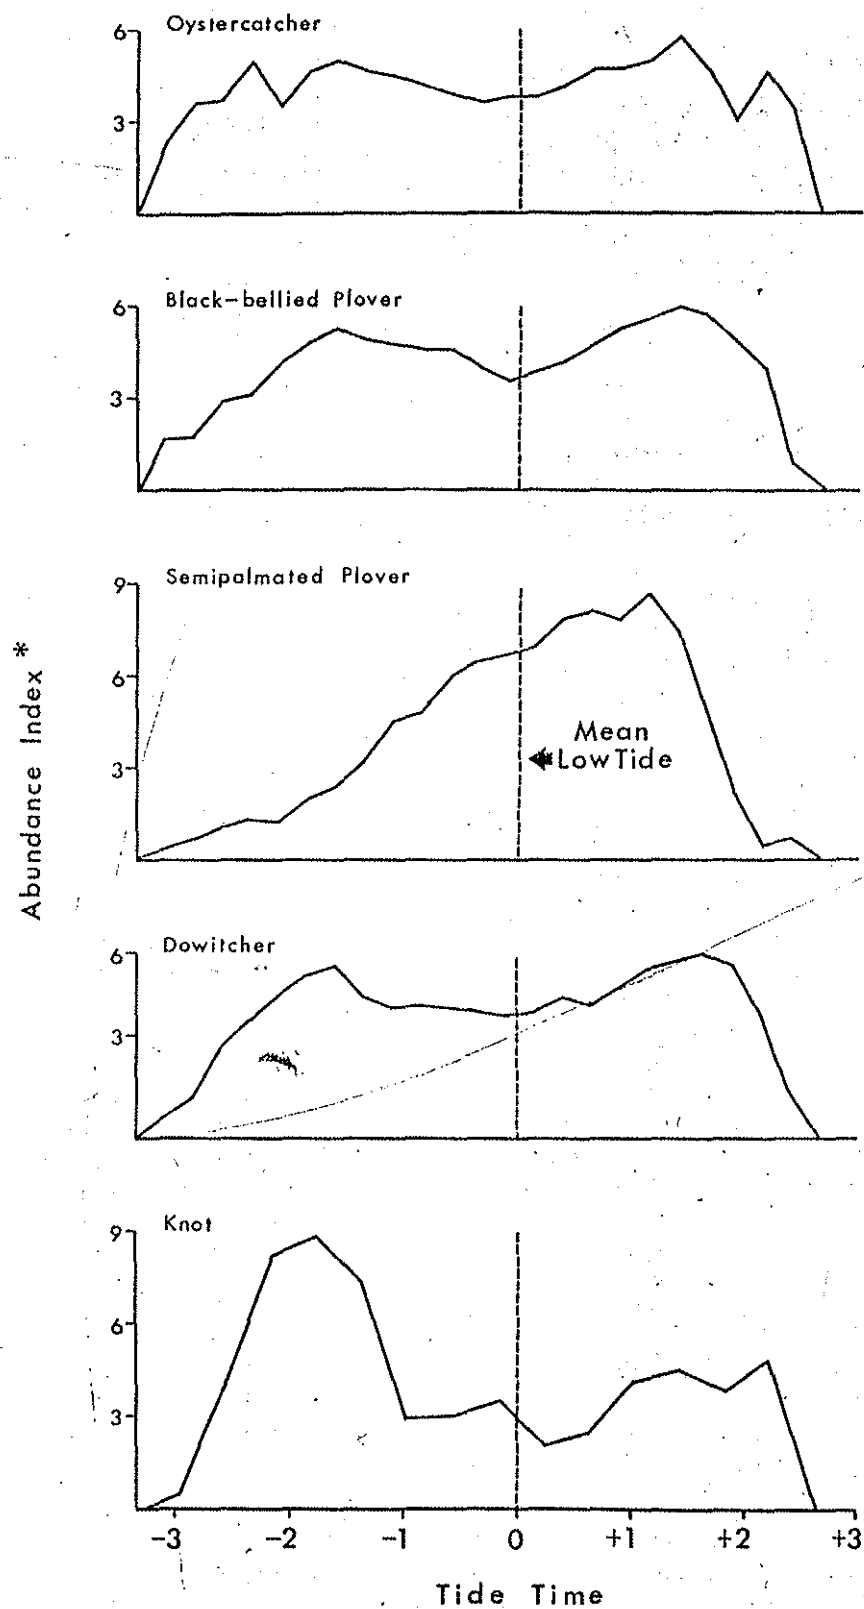 Oystercatcher
6
3
Black-bellied Plover
6
3
Semipalmated Plover
9
6
3
Mean
Low Tide
Abundance Index *
Dowitcher
6
3
Knot
9
6
3
-3 -2 -1 0 +1 +2 +3
Tide Time